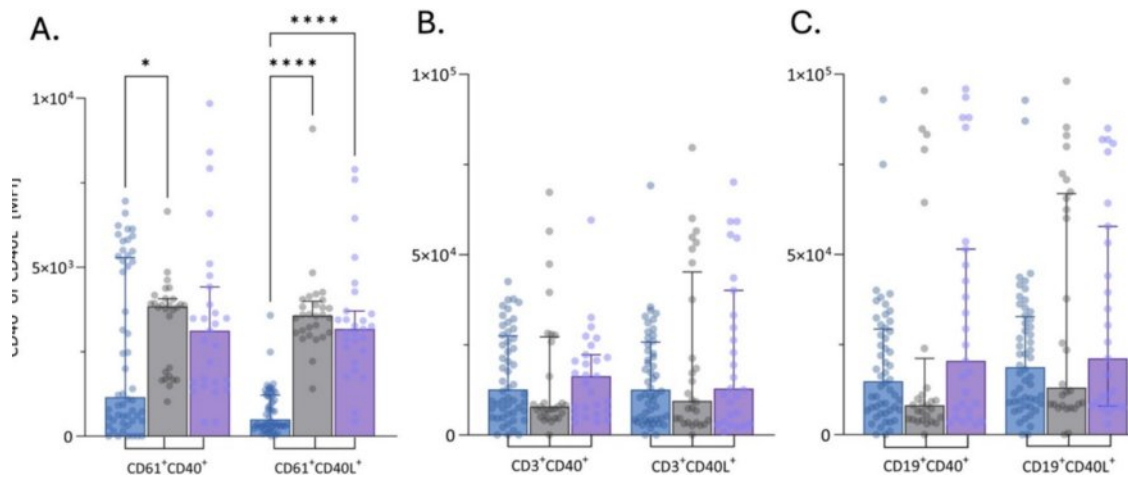 A.
B.
C.
*
****
****
1×10⁴
5×10³
0
CD61⁺CD40⁺
CD61⁺CD40L⁺
1×10⁵
5×10⁴
0
CD3⁺CD40⁺
CD3⁺CD40L⁺
1×10⁵
5×10⁴
0
CD19⁺CD40⁺
CD19⁺CD40L⁺